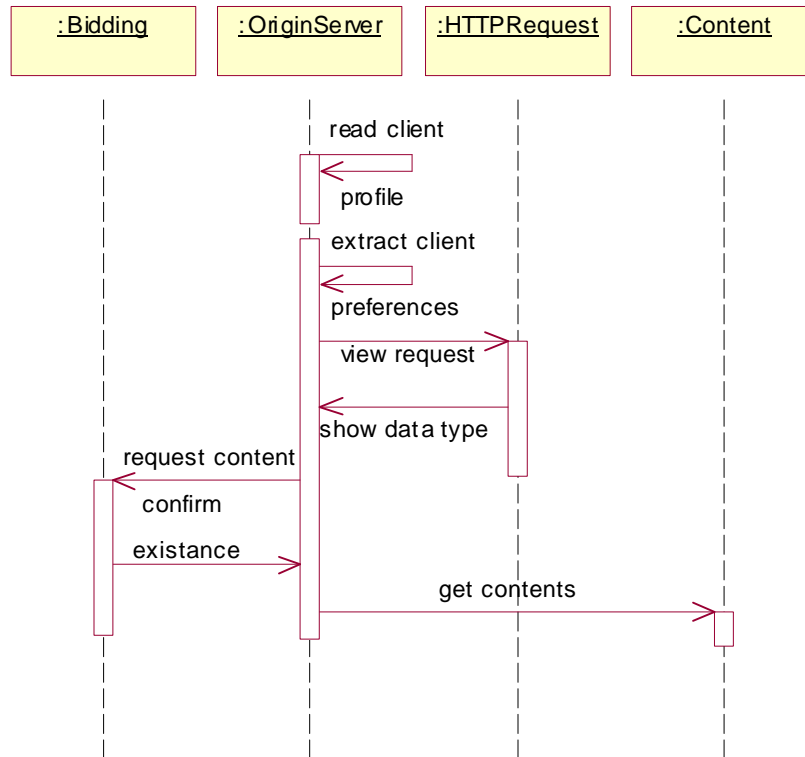 :Bidding
:OriginServer
:HTTPRequest
:Content
read client
profile
extract client
preferences
view request
show data type
request content
confirm
existance
get contents